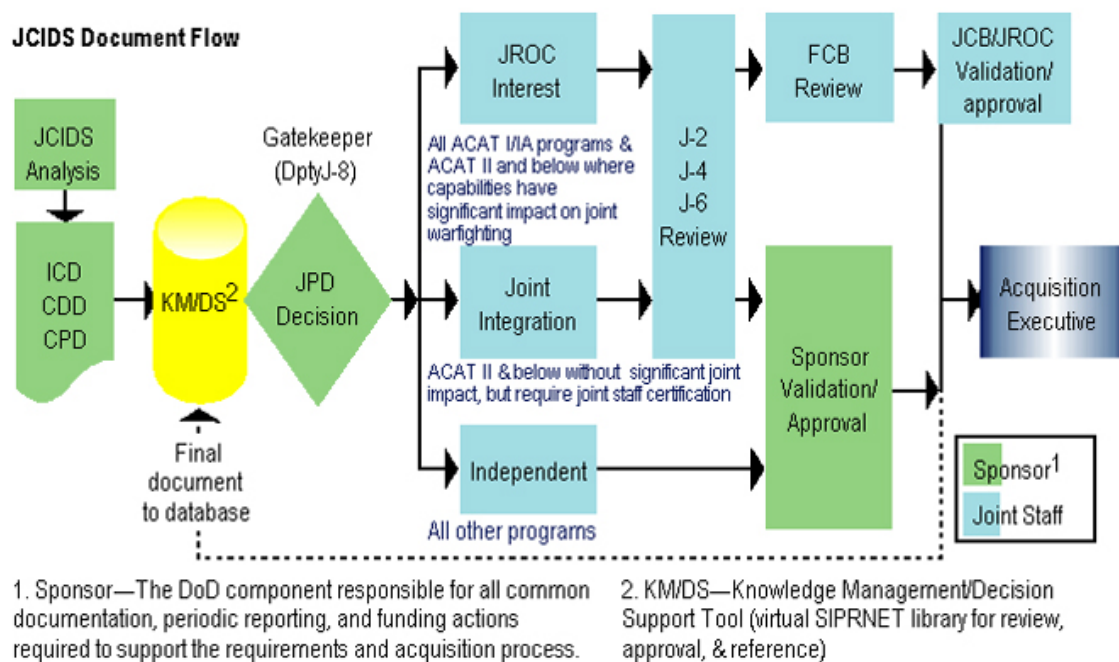 JCIDS Document Flow
JCIDS
Analysis
ICD
CDD
CPD
KM/DS2
Final
document
to database
Gatekeeper
(DptyJ-8)
JPD
Decision
JROC
Interest
All ACAT I/IA programs &
ACAT II and below where
capabilities have
significant impact on joint
warfighting
Joint
Integration
ACAT II & below without significant joint
impact, but require joint staff certification
Independent
All other programs
J-2
J-4
J-6
Review
FCB
Review
Sponsor
Validation/
Approval
JCB/JROC
Validation/
approval
Acquisition
Executive
Sponsor1
Joint Staff
1. Sponsor—The DoD component responsible for all common
documentation, periodic reporting, and funding actions
required to support the requirements and acquisition process.
2. KM/DS—Knowledge Management/Decision
Support Tool (virtual SIPRNET library for review,
approval, & reference)